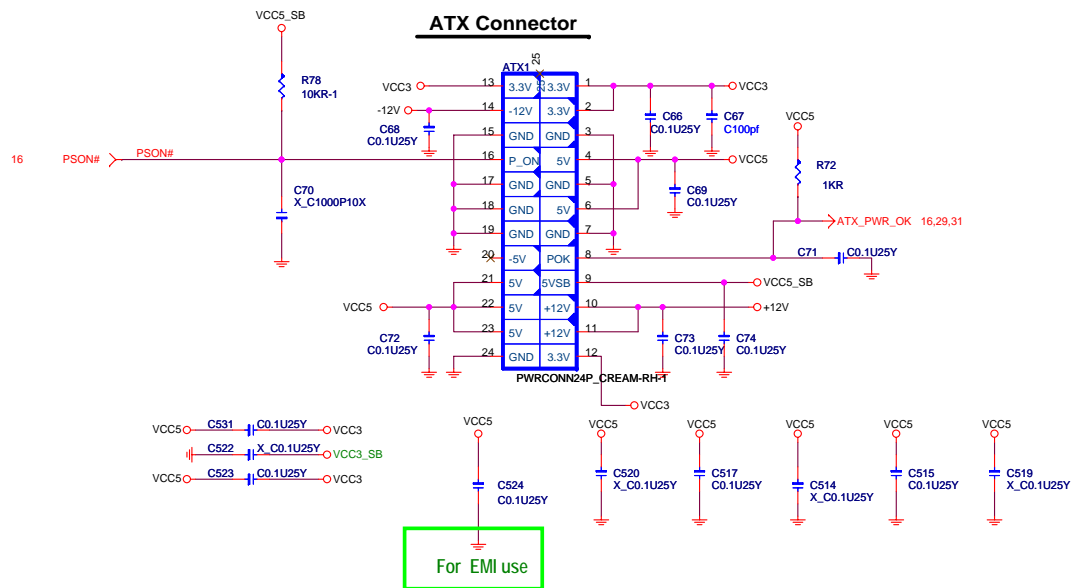 ATX Connector
VCC5_SB
R78
10KR-1
16 PSON# PSON#
C70
X_C1000P10X
ATX1
25
25
VCC3 13 3.3V 3.3V 1 VCC3
-12V 14 -12V 3.3V 2
C68
C0.1U25Y
C66
C0.1U25Y
C67
C100pf
15 GND GND 3
16 P_ON 5V 4 VCC5
17 GND GND 5
C69
C0.1U25Y
18 GND 5V 6
19 GND GND 7
20 -5V POK 8
21 5V 5VSB 9 VCC5_SB
VCC5 22 5V +12V 10 +12V
23 5V +12V 11
24 GND 3.3V 12
VCC3
C72
C0.1U25Y
C73
C0.1U25Y
C74
C0.1U25Y
PWRCONN24P_CREAM-RH-1
VCC5
R72
1KR
ATX_PWR_OK 16,29,31
C71 C0.1U25Y
VCC5 C531 C0.1U25Y VCC3
C522 X_C0.1U25Y VCC3_SB
VCC5 C523 C0.1U25Y VCC3
VCC5
C524
C0.1U25Y
VCC5
C520
X_C0.1U25Y
VCC5
C517
C0.1U25Y
VCC5
C514
X_C0.1U25Y
VCC5
C515
C0.1U25Y
VCC5
C519
X_C0.1U25Y
For EMI use